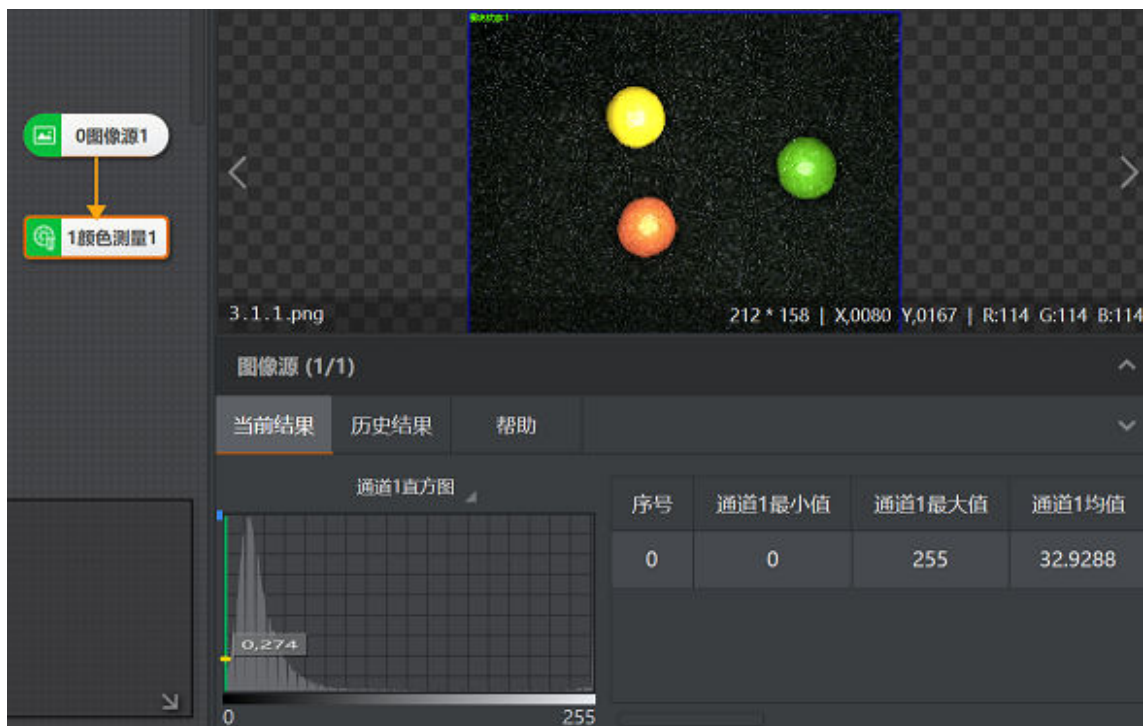 0图像源1
1颜色测量1
3.1.1.png
212 * 158 | X,0080 Y,0167 | R:114 G:114 B:114
图像源 (1/1)
当前结果 历史结果 帮助
通道1直方图
0,274
0 255
序号 通道1最小值 通道1最大值 通道1均值
0 0 255 32.9288